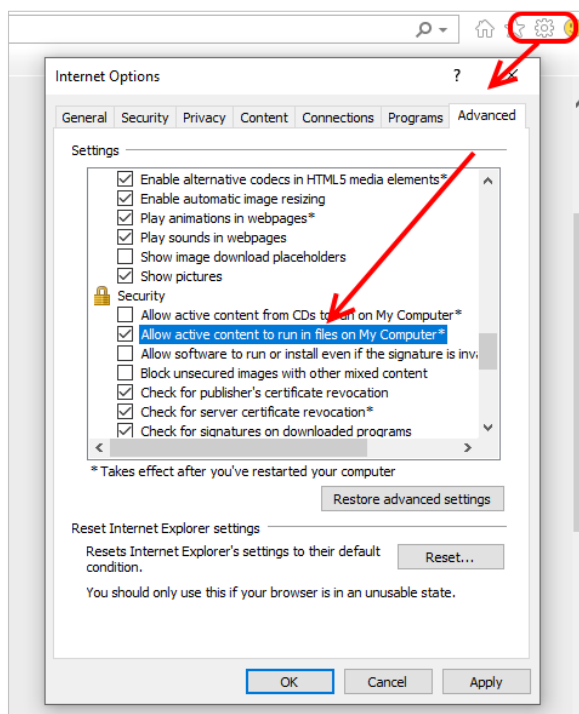 Internet Options
?
General Security Privacy Content Connections Programs Advanced
Settings
Enable alternative codecs in HTML5 media elements*
Enable automatic image resizing
Play animations in webpages*
Play sounds in webpages
Show image download placeholders
Show pictures
Security
Allow active content from CDs to run on My Computer*
Allow active content to run in files on My Computer*
Allow software to run or install even if the signature is
Block unsecured images with other mixed content
Check for publisher's certificate revocation
Check for server certificate revocation*
Check for signatures on downloaded programs
* Takes effect after you've restarted your computer
Restore advanced settings
Reset Internet Explorer settings
Resets Internet Explorer's settings to their default
condition.
Reset...
You should only use this if your browser is in an unusable state.
OK Cancel Apply